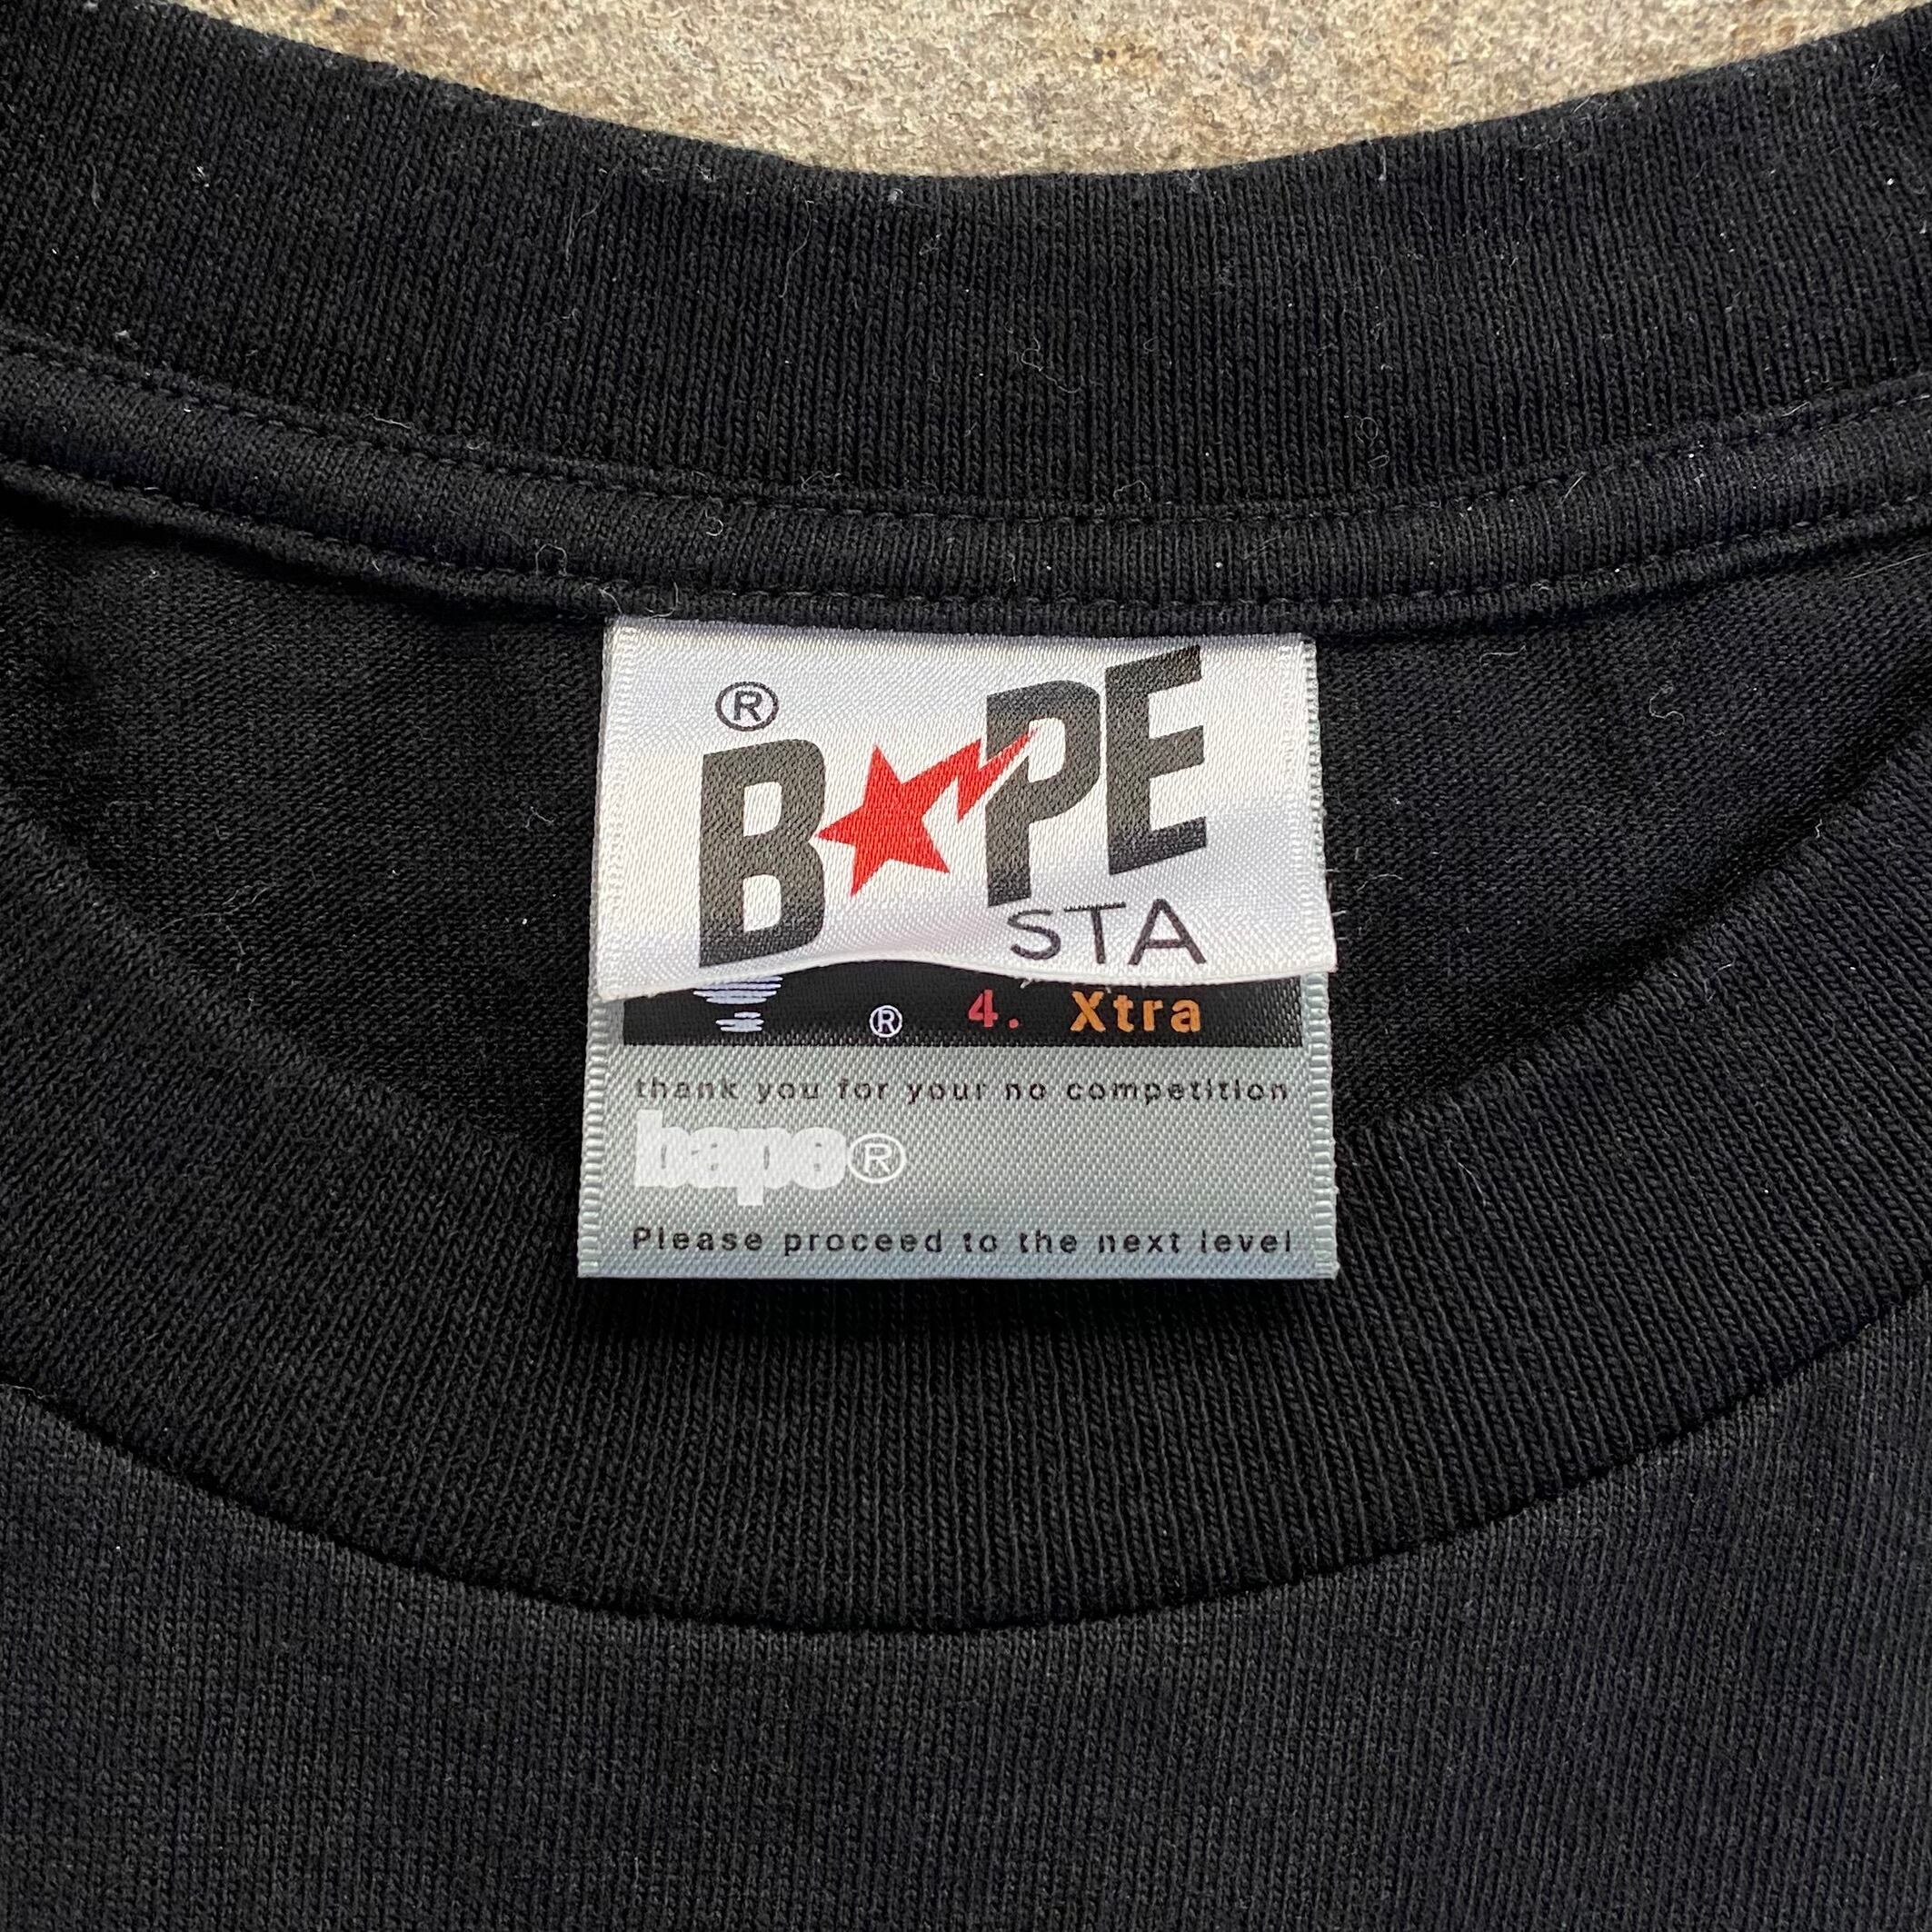 ®
B★PE
STA
® 4. Xtra
thank you for your no competition
bape®
Please proceed to the next level